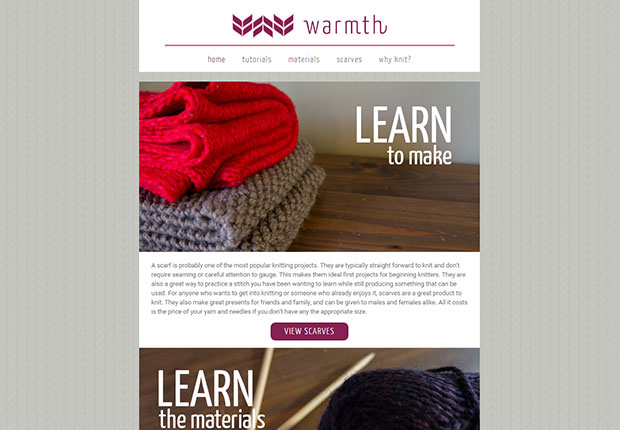 warmth
home tutorials materials scarves why knit?
LEARN
to make
A scarf is probably one of the most popular knitting projects. They are typically straight forward to knit and don't
require seaming or careful attention to gauge. This makes them ideal first projects for beginning knitters. They are
also a great way to practice a stitch you have been wanting to learn while still producing something that can be
used. For anyone who wants to get into knitting or someone who already enjoys it, scarves are a great product to
knit. They also make great presents for friends and family, and can be given to males and females alike. All it costs
is the price of your yarn and needles if you don't have any the appropriate size.
VIEW SCARVES
LEARN
the materials